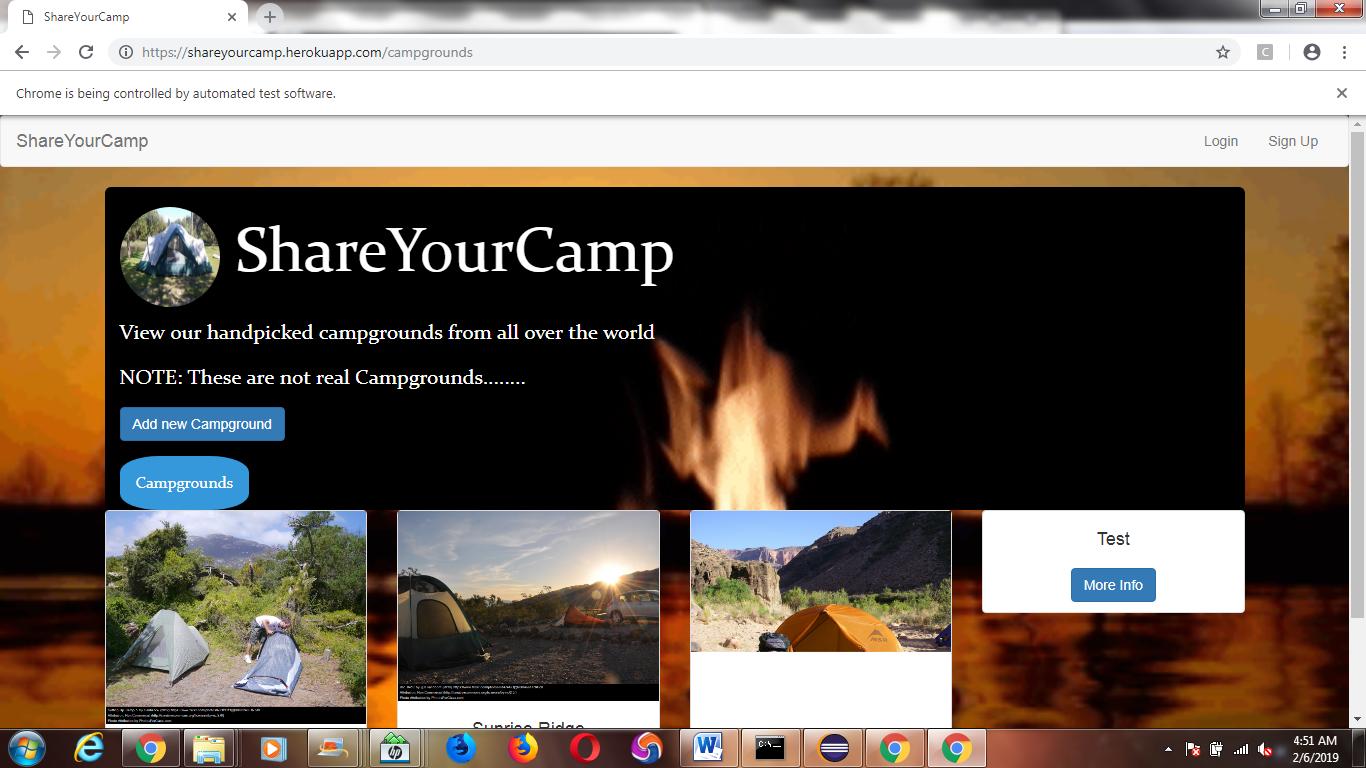 ShareYourCamp
https://shareyourcamp.herokuapp.com/campgrounds
Chrome is being controlled by automated test software.
ShareYourCamp
Login
Sign Up
ShareYourCamp
View our handpicked campgrounds from all over the world
NOTE: These are not real Campgrounds........
Add new Campground
Campgrounds
Test
More Info
Sunrise Ridge
4:51 AM
2/6/2019